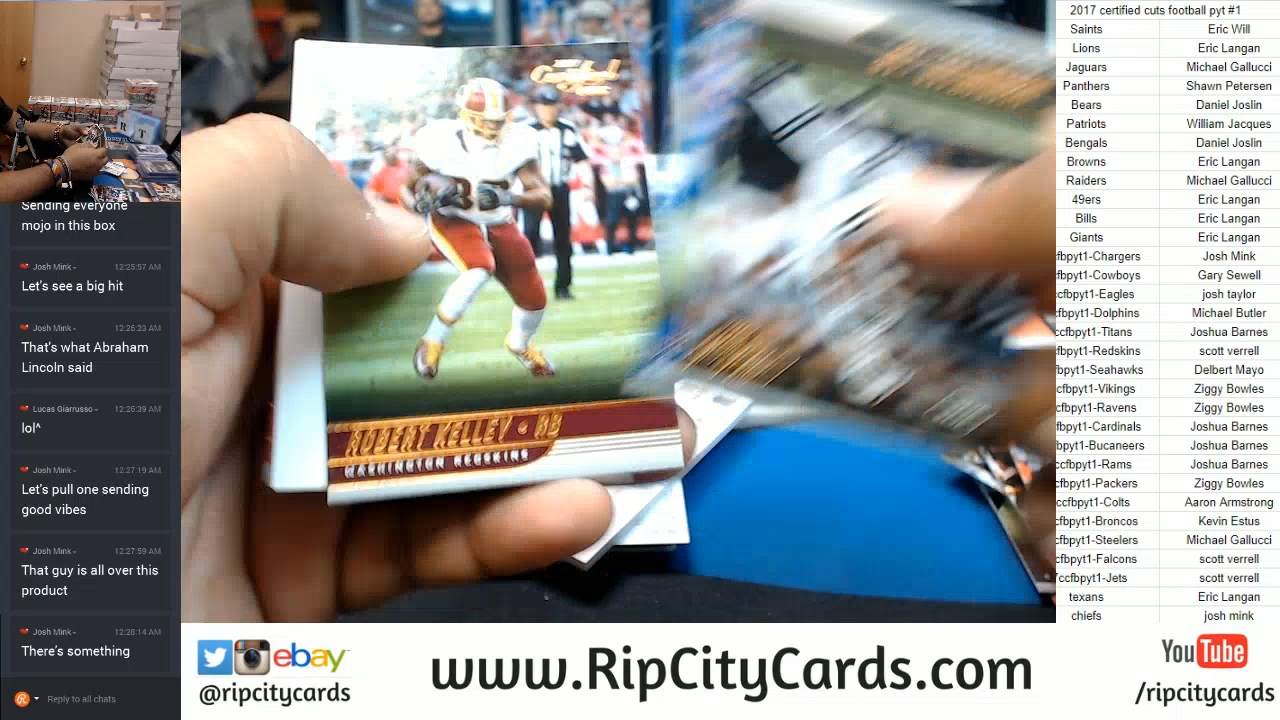 Sending everyone
mojo in this box
Josh Mink 12:25:57 AM
Let's see a big hit
Josh Mink 12:26:23 AM
That's what Abraham
Lincoln said
Lucas Giarrusso 12:26:39 AM
lol^
Josh Mink 12:27:19 AM
Let's pull one sending
good vibes
Josh Mink 12:27:59 AM
That guy is all over this
product
Josh Mink 12:28:14 AM
There's something
Reply to all chats
ROBERT KELLEY RB
WASHINGTON REDSKINS
2017 certified cuts football pyt #1
Saints Eric Will
Lions Eric Langan
Jaguars Michael Gallucci
Panthers Shawn Petersen
Bears Daniel Joslin
Patriots William Jacques
Bengals Daniel Joslin
Browns Eric Langan
Raiders Michael Gallucci
49ers Eric Langan
Bills Eric Langan
Giants Eric Langan
cfbpyt1-Chargers Josh Mink
ccfbpyt1-Cowboys Gary Sewell
ccfbpyt1-Eagles josh taylor
ccfbpyt1-Dolphins Michael Butler
ccfbpyt1-Titans Joshua Barnes
ccfbpyt1-Redskins scott verrell
cfbpyt1-Seahawks Delbert Mayo
ccfbpyt1-Vikings Ziggy Bowles
ccfbpyt1-Ravens Ziggy Bowles
cfbpyt1-Cardinals Joshua Barnes
cfbpyt1-Bucaneers Joshua Barnes
ccfbpyt1-Rams Joshua Barnes
ccfbpyt1-Packers Ziggy Bowles
ccfbpyt1-Colts Aaron Armstrong
ccfbpyt1-Broncos Kevin Estus
ccfbpyt1-Steelers Michael Gallucci
ccfbpyt1-Falcons scott verrell
7ccfbpyt1-Jets scott verrell
texans Eric Langan
chiefs josh mink
ebay
@ripcitycards
www.RipCityCards.com
YouTube
/ripcitycards